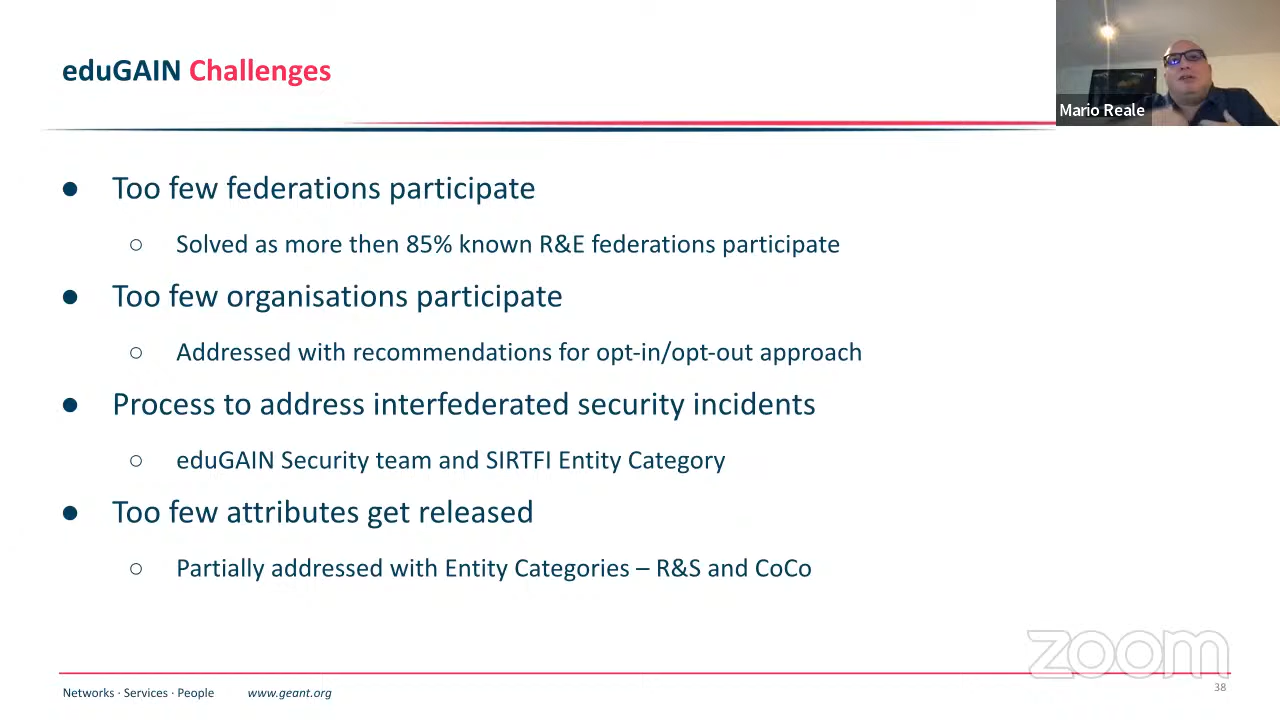 eduGAIN Challenges
Mario Reale
● Too few federations participate
○ Solved as more then 85% known R&E federations participate
● Too few organisations participate
○ Addressed with recommendations for opt-in/opt-out approach
● Process to address interfederated security incidents
○ eduGAIN Security team and SIRTFI Entity Category
● Too few attributes get released
○ Partially addressed with Entity Categories – R&S and CoCo
zoom
Networks · Services · People www.geant.org
38